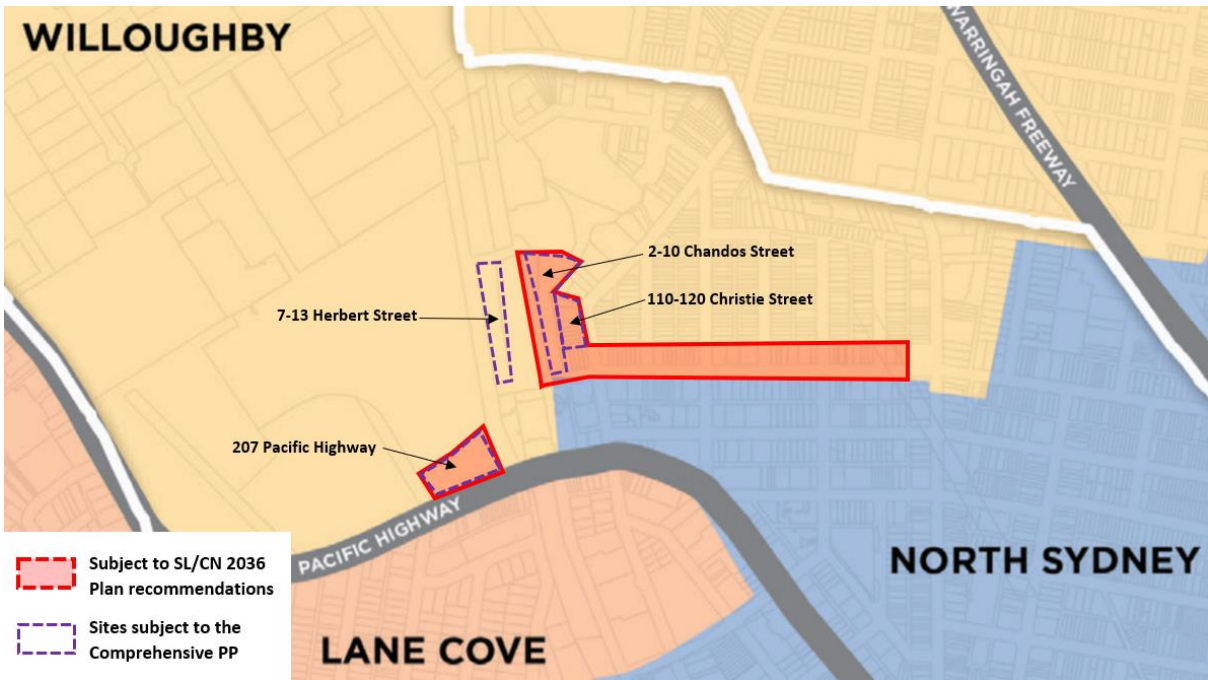 WILLOUGHBY
WARRINGAH FREEWAY
2-10 Chandos Street
110-120 Christie Street
7-13 Herbert Street
207 Pacific Highway
PACIFIC HIGHWAY
NORTH SYDNEY
LANE COVE
Subject to SL/CN 2036
Plan recommendations
Sites subject to the
Comprehensive PP